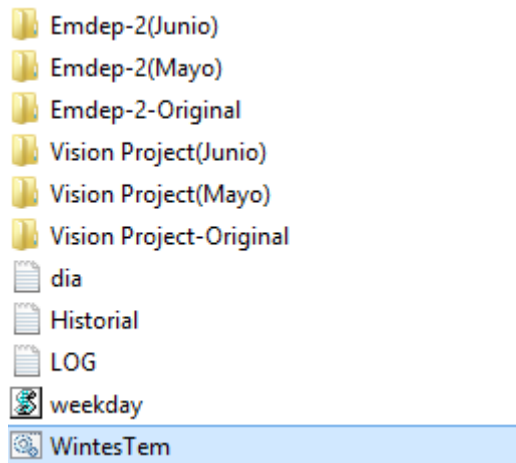 Emdep-2(Junio)
Emdep-2(Mayo)
Emdep-2-Original
Vision Project(Junio)
Vision Project(Mayo)
Vision Project-Original
dia
Historial
LOG
weekday
WintesTem